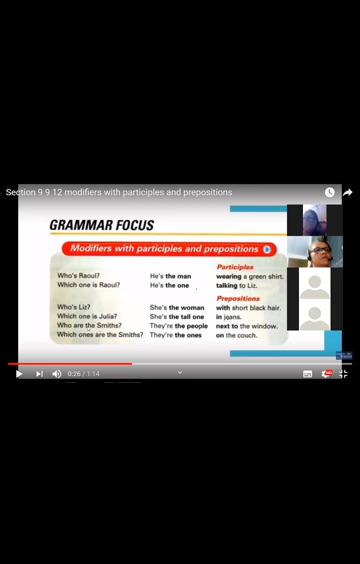 Section 9 9 12 modifiers with participles and prepositions
GRAMMAR FOCUS
Modifiers with participles and prepositions
Participles
Who's Raoul? He's the man wearing a green shirt.
Which one is Raoul? He's the one talking to Liz.
Prepositions
Who's Liz? She's the woman with short black hair.
Which one is Julia? She's the tall one in jeans.
Who are the Smiths? They're the people next to the window.
Which ones are the Smiths? They're the ones on the couch.
0:26 / 1:14